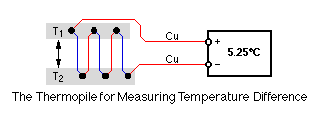 T1
Cu
+
5.25°C
Cu
−
T2
The Thermopile for Measuring Temperature Difference